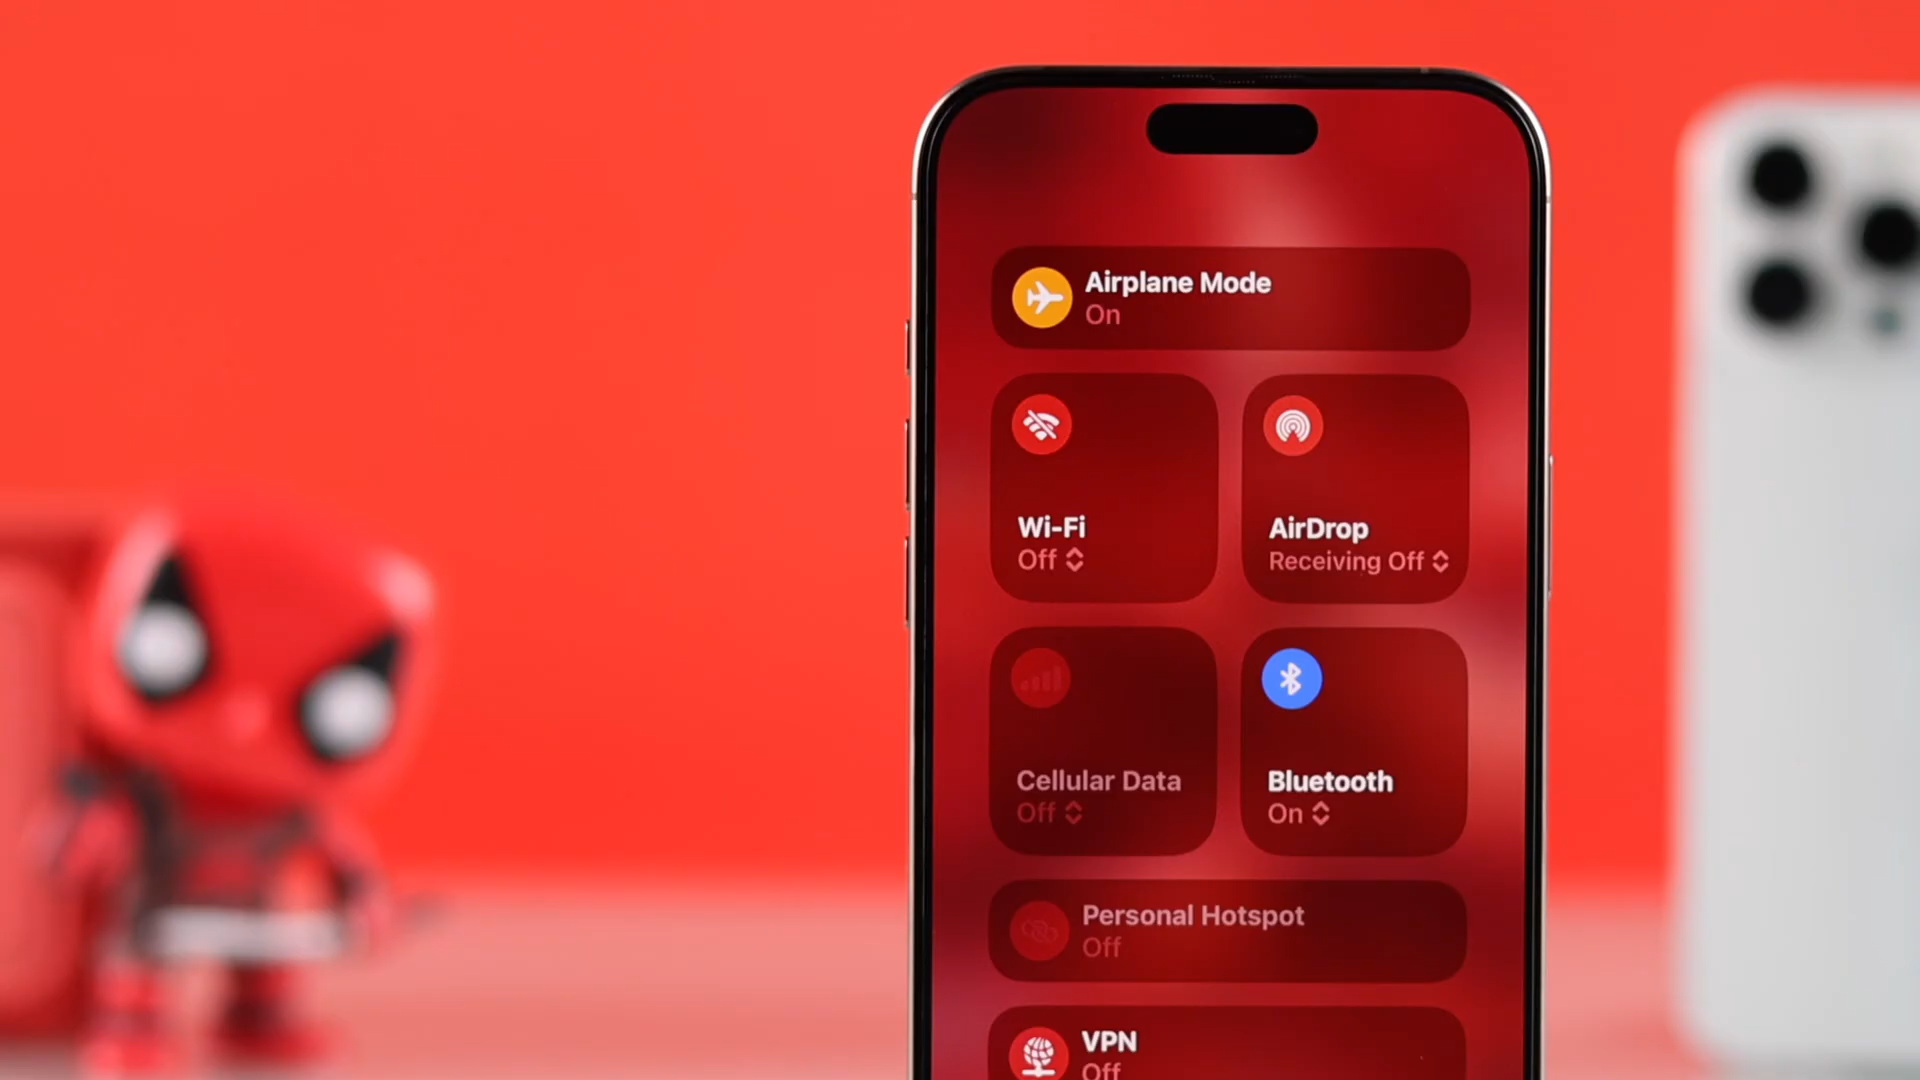 Airplane Mode
On
Wi-Fi
Off
AirDrop
Receiving Off
Cellular Data
Off
Bluetooth
On
Personal Hotspot
Off
VPN
Off